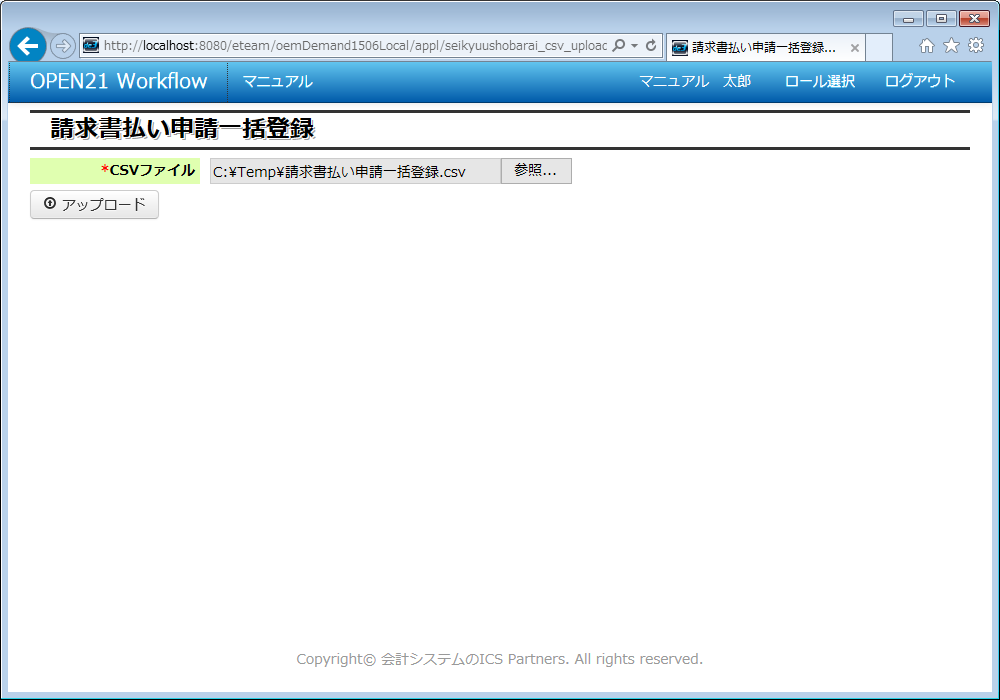 http://localhost:8080/eteam/oemDemand1506Local/appl/seikyuushobarai_csv_uploac
請求書払い申請一括登録...
OPEN21 Workflow
マニュアル
マニュアル 太郎
ロール選択
ログアウト
請求書払い申請一括登録
*CSVファイル
C:¥Temp¥請求書払い申請一括登録.csv
参照...
アップロード
Copyright© 会計システムのICS Partners. All rights reserved.